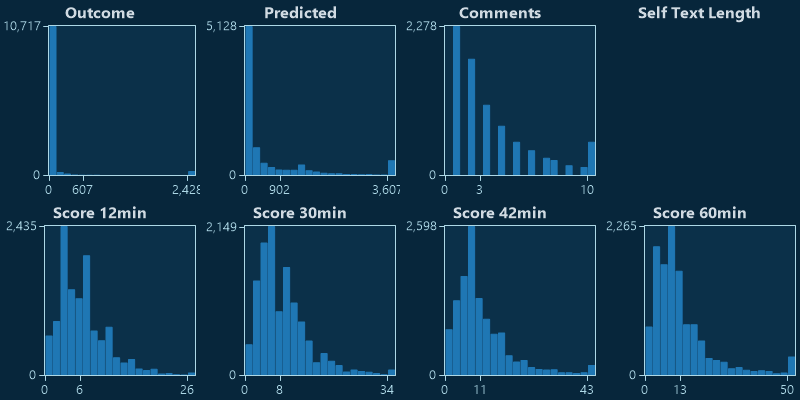 Outcome
10,717
0
0 607 2,428
Predicted
5,128
0
0 902 3,607
Comments
2,278
0
0 3 10
Self Text Length
Score 12min
2,435
0
0 6 26
Score 30min
2,149
0
0 8 34
Score 42min
2,598
0
0 11 43
Score 60min
2,265
0
0 13 50